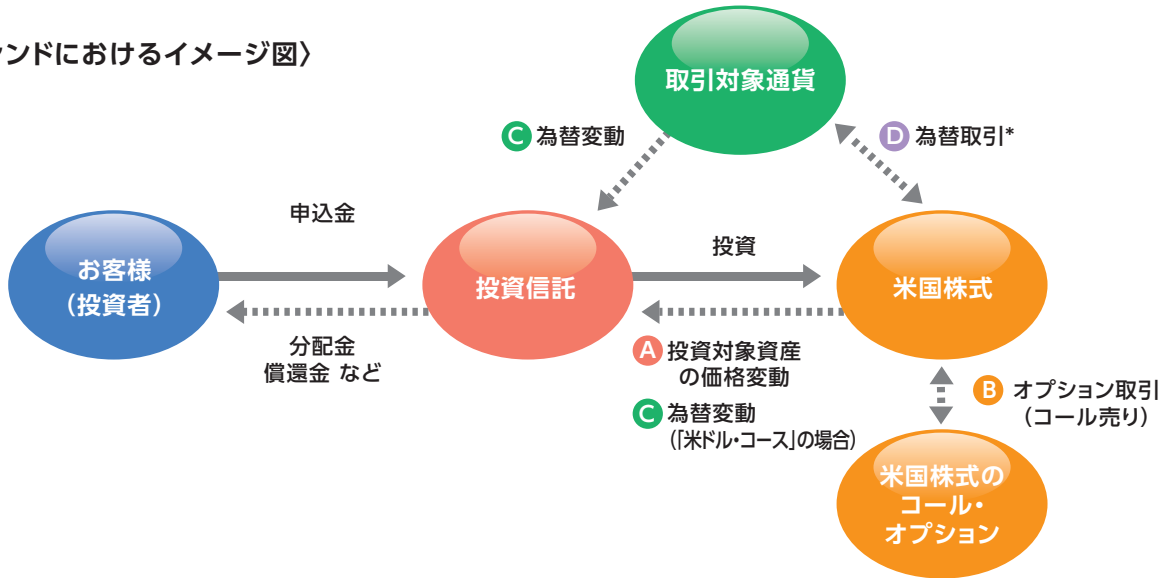 ンドにおけるイメージ図〉
取引対象通貨
C 為替変動
D 為替取引*
申込金
投資
お客様
（投資者）
投資信託
米国株式
分配金
償還金 など
A 投資対象資産
の価格変動
C 為替変動
（「米ドル・コース」の場合）
B オプション取引
（コール売り）
米国株式の
コール・
オプション